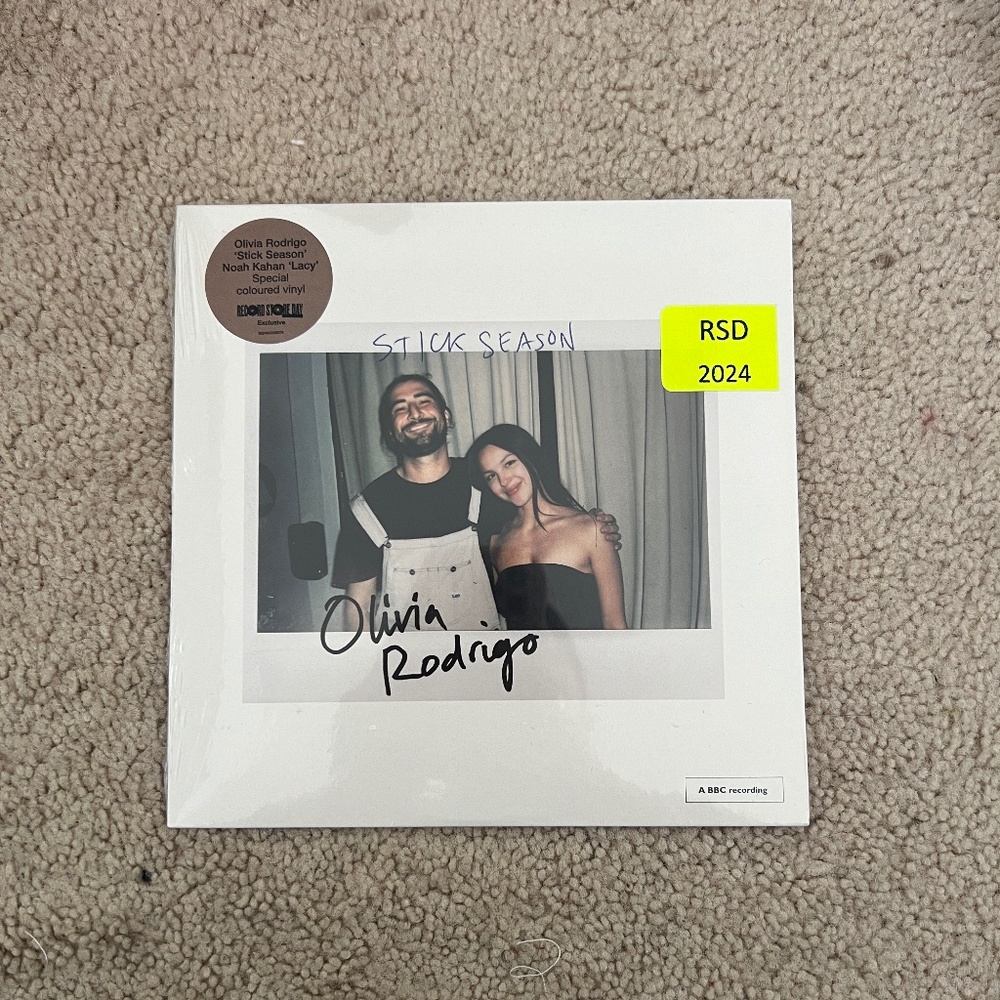 Olivia Rodrigo
'Stick Season'
Noah Kahan 'Lacy'
Special
coloured vinyl
RECORD STORE DAY
Exclusive
STICK SEASON
RSD
2024
Olivia
Rodrigo
A BBC recording